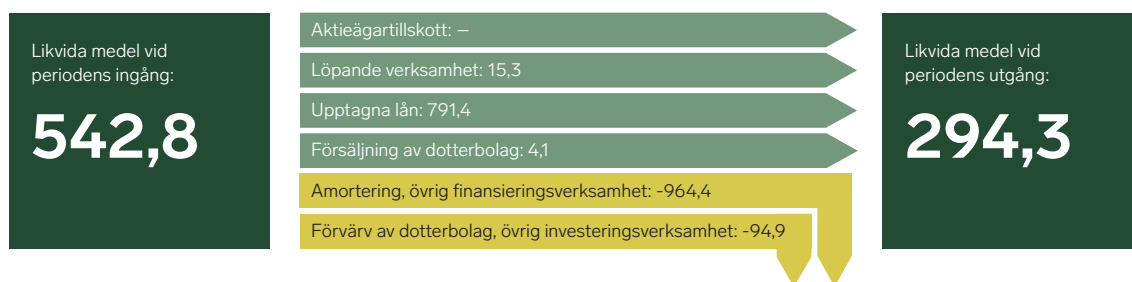 Likvida medel vid
periodens ingång:
542,8
Aktieägartillskott: –
Löpande verksamhet: 15,3
Upptagna lån: 791,4
Försäljning av dotterbolag: 4,1
Amortering, övrig finansieringsverksamhet: -964,4
Förvärv av dotterbolag, övrig investeringsverksamhet: -94,9
Likvida medel vid
periodens utgång:
294,3